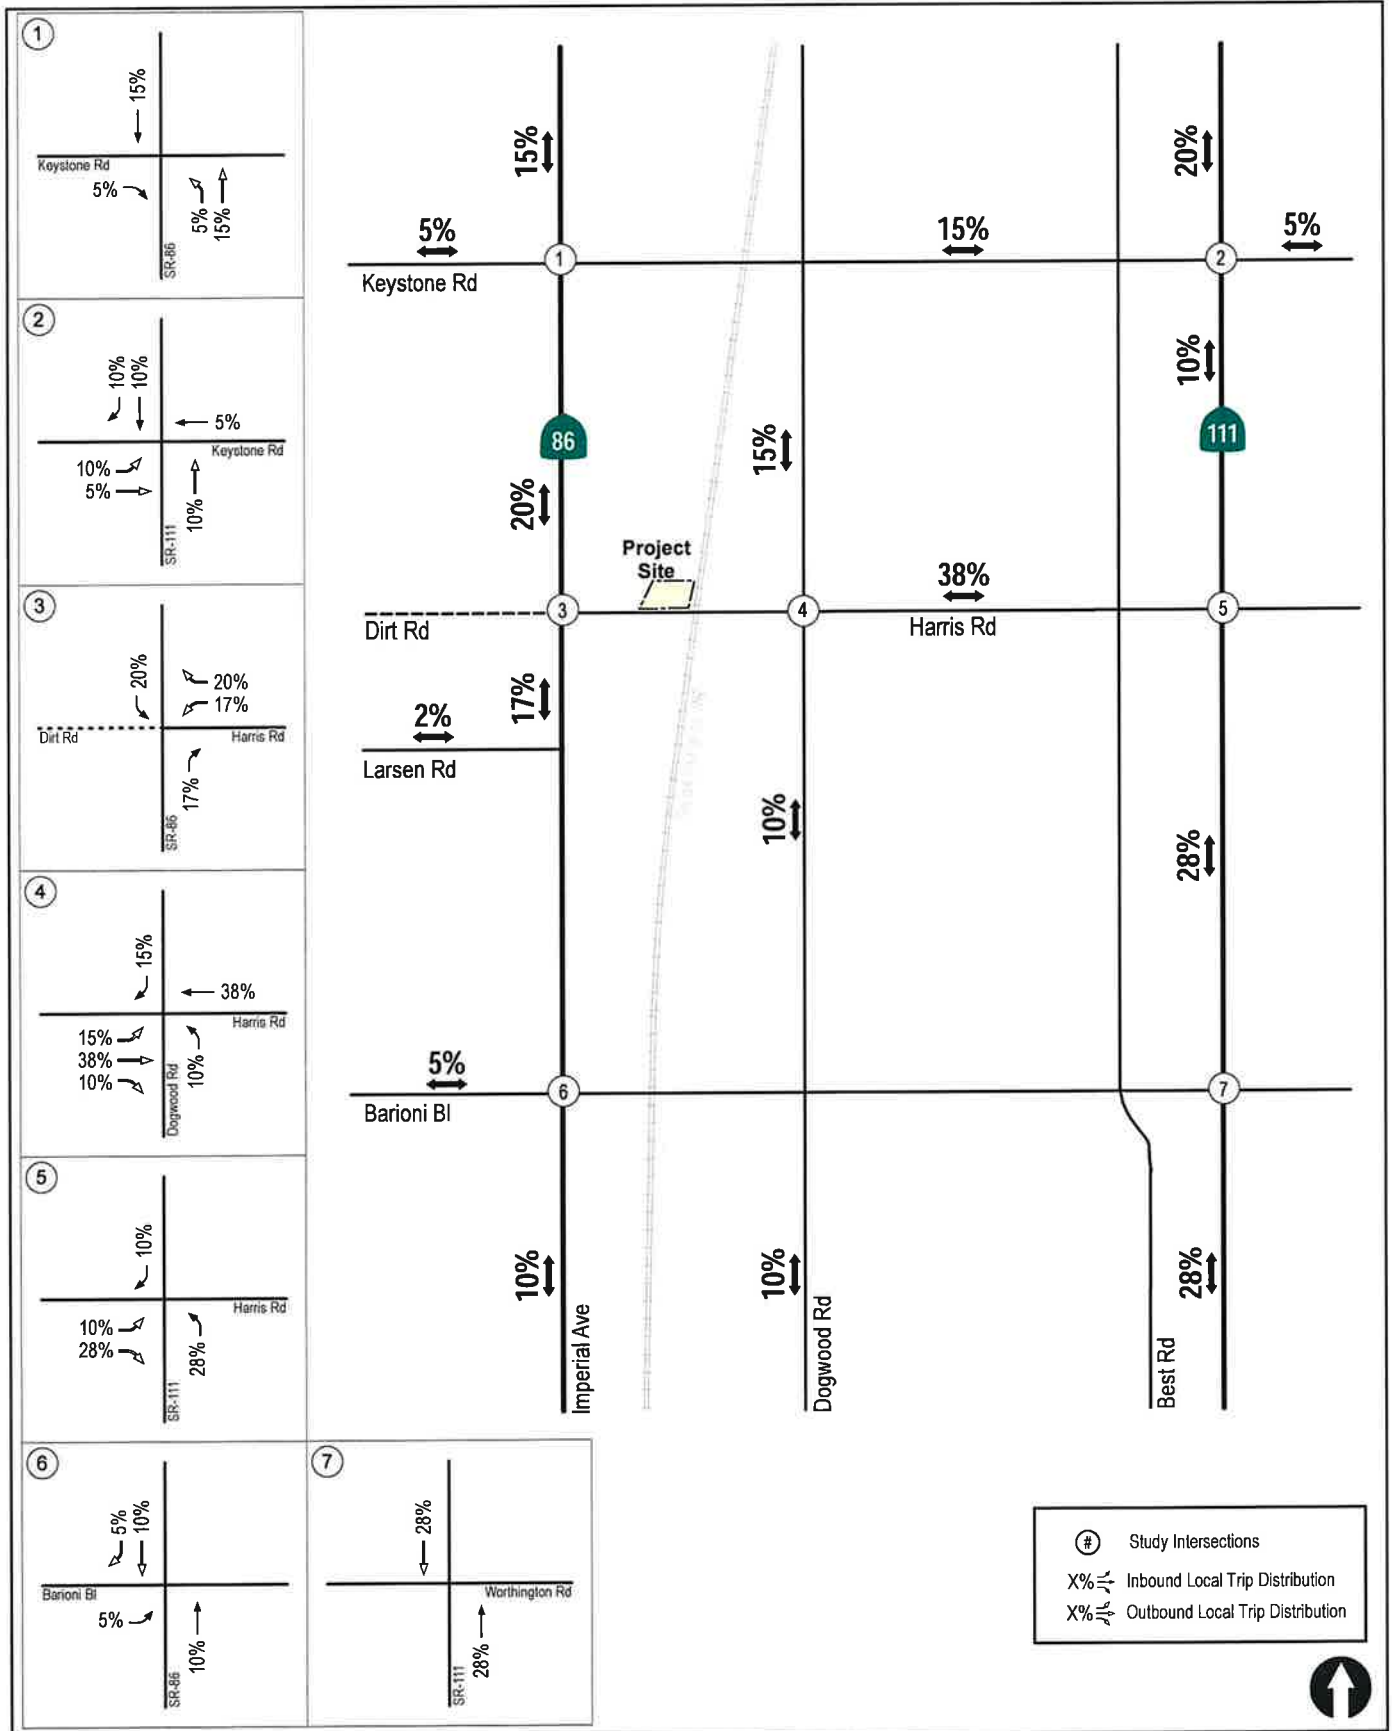 1
15%
Keystone Rd
5%
5%
15%
SR-86
2
10%
10%
5%
Keystone Rd
10%
5%
10%
SR-111
3
20%
20%
17%
Dirt Rd
Harris Rd
17%
SR-86
4
15%
38%
Harris Rd
15%
38%
10%
10%
Dogwood Rd
5
10%
Harris Rd
10%
28%
28%
SR-111
6
5%
10%
Barioni Bl
5%
10%
SR-86
7
28%
Worthington Rd
28%
SR-111
15%
20%
5%
15%
5%
1
2
Keystone Rd
10%
86
111
15%
20%
Project
Site
38%
3
4
5
Dirt Rd
Harris Rd
17%
2%
Larsen Rd
10%
28%
5%
6
7
Barioni Bl
10%
10%
28%
Imperial Ave
Dogwood Rd
Best Rd
# Study Intersections
X% Inbound Local Trip Distribution
X% Outbound Local Trip Distribution